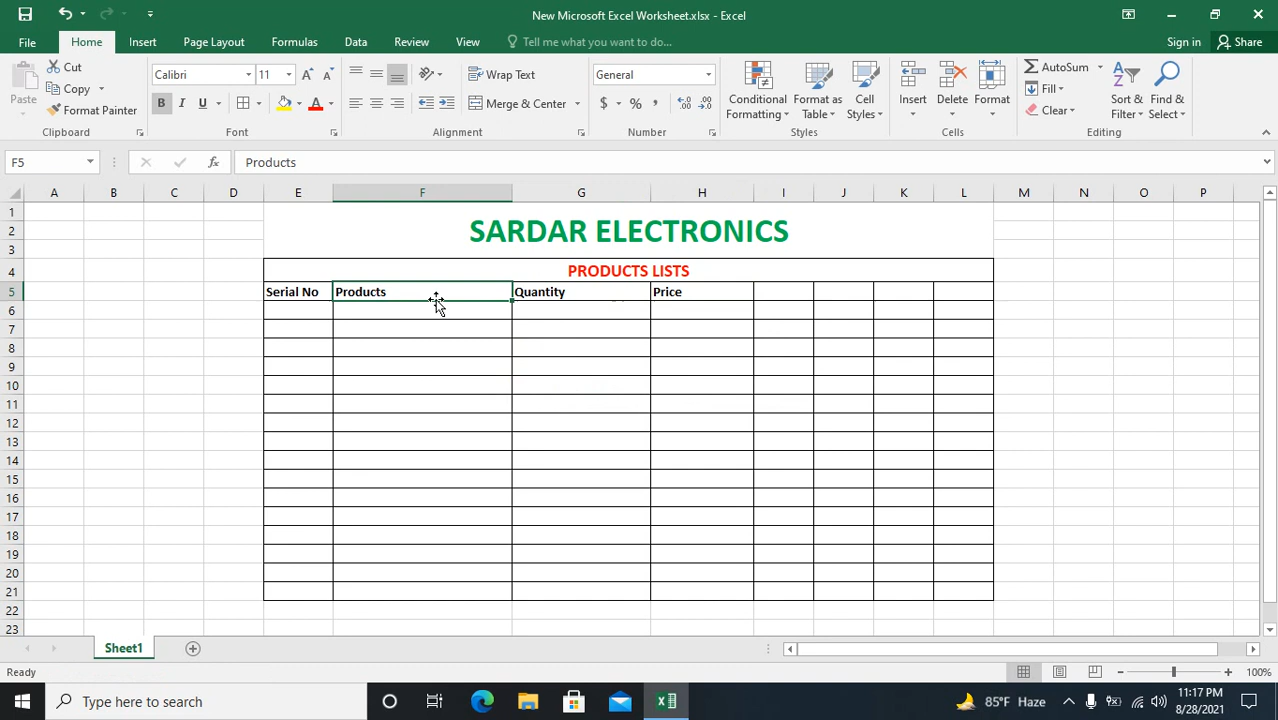 New Microsoft Excel Worksheet.xlsx - Excel
File Home Insert Page Layout Formulas Data Review View Tell me what you want to do... Sign in Share
Paste Cut Copy Format Painter Clipboard
Calibri 11 A A B I U A Font
Wrap Text Merge & Center Alignment
General $ % , Number
Conditional Formatting Format as Table Cell Styles Styles
Insert Delete Format Cells
AutoSum Fill Clear Sort & Filter Find & Select Editing
F5 fx Products
A B C D E F G H I J K L M N O P
1
2 SARDAR ELECTRONICS
3
4 PRODUCTS LISTS
5 Serial No Products Quantity Price
6
7
8
9
10
11
12
13
14
15
16
17
18
19
20
21
22
23
Sheet1
Ready 100%
Type here to search 85°F Haze 11:17 PM
8/28/2021